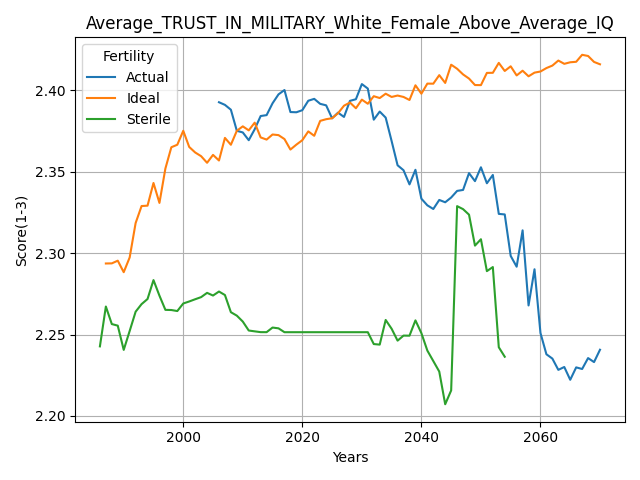 Average_TRUST_IN_MILITARY_White_Female_Above_Average_IQ
Fertility
Actual
Ideal
Sterile
Score(1-3)
2.40
2.35
2.30
2.25
2.20
2000
2020
2040
2060
Years